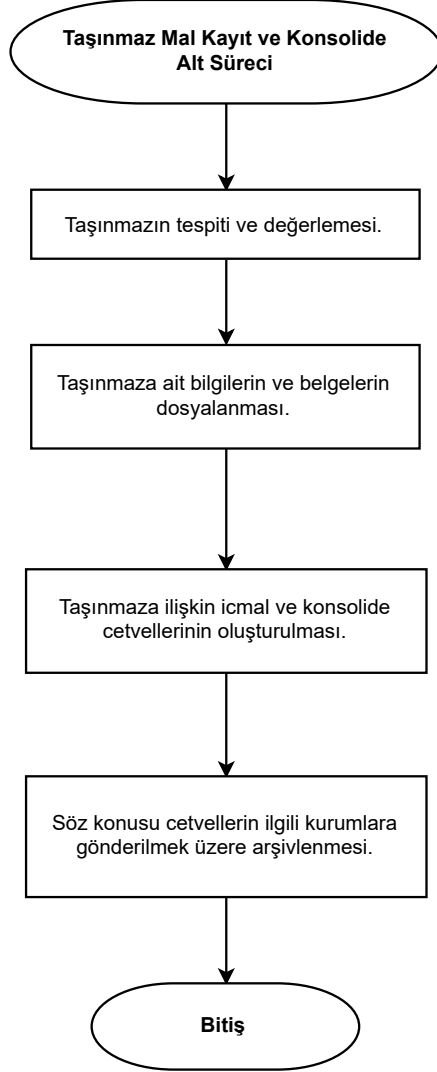 Taşınmaz Mal Kayıt ve Konsolide
Alt Süreci
Taşınmazın tespiti ve değerlemesi.
Taşınmaza ait bilgilerin ve belgelerin
dosyalanması.
Taşınmaza ilişkin icmal ve konsolide
cetvellerinin oluşturulması.
Söz konusu cetvellerin ilgili kurumlara
gönderilmek üzere arşivlenmesi.
Bitiş